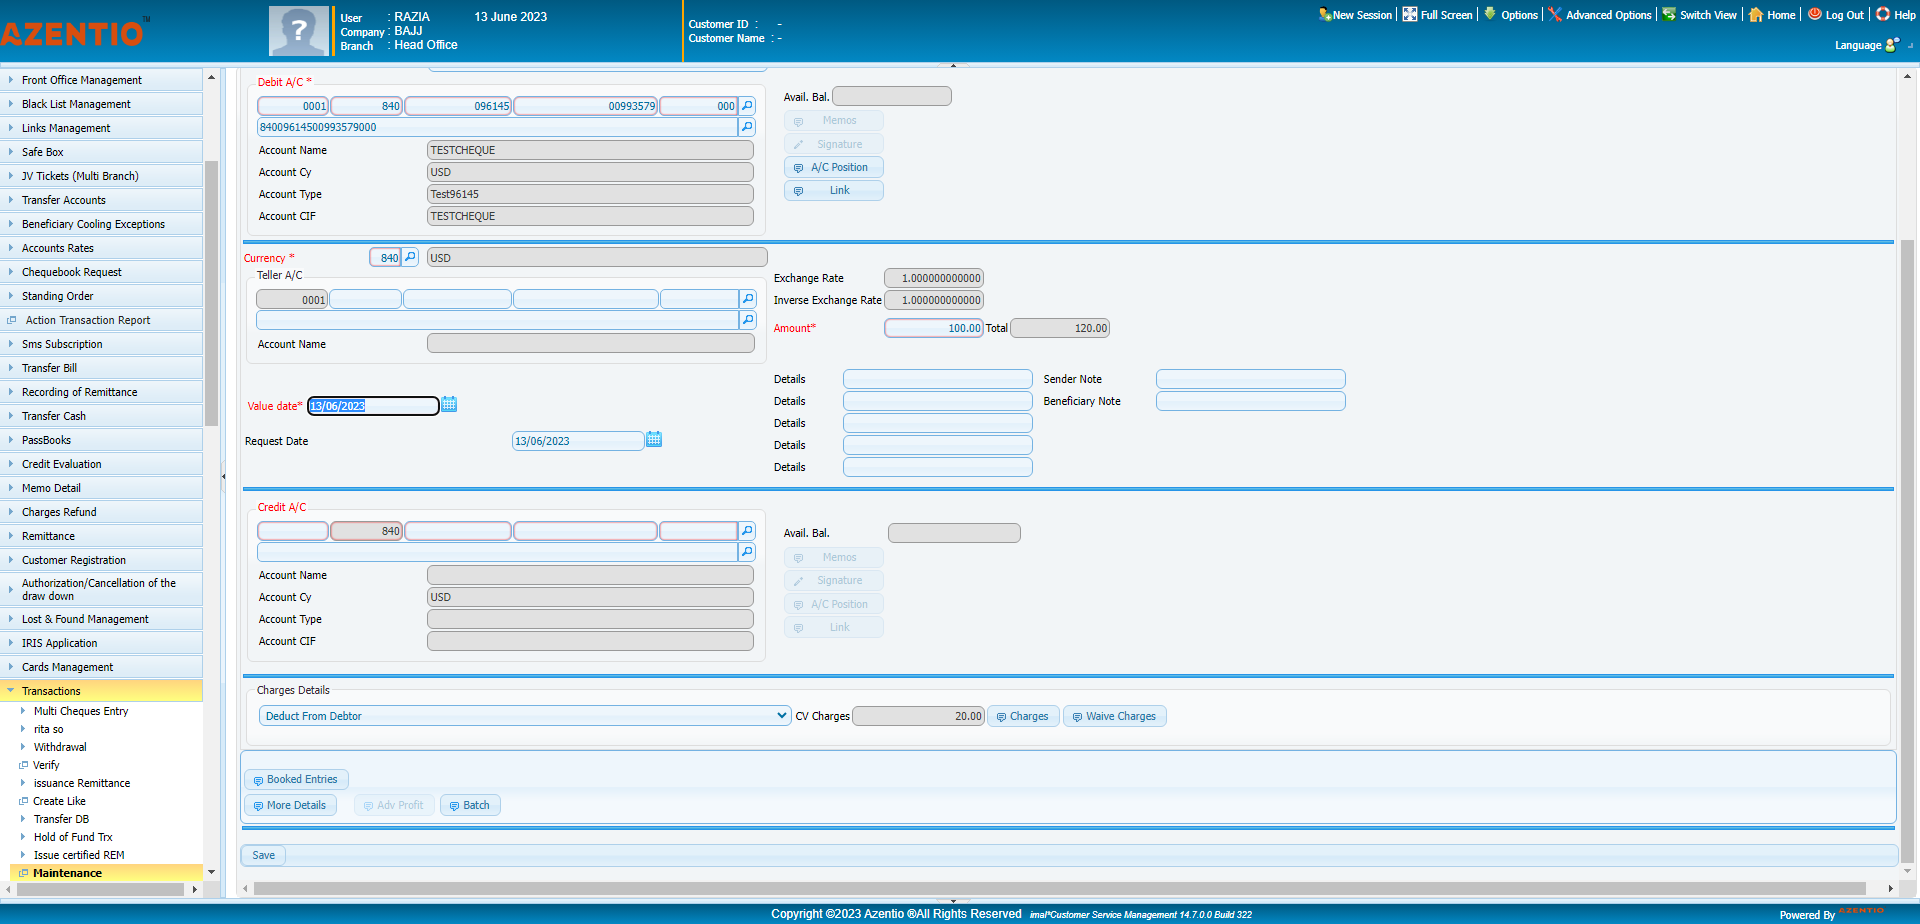 AZENTIO™
User : RAZIA 13 June 2023
Company : BAJJ
Branch : Head Office
Customer ID : -
Customer Name : -
New Session Full Screen Options Advanced Options Switch View Home Log Out Help
Language
Front Office Management
Black List Management
Links Management
Safe Box
JV Tickets (Multi Branch)
Transfer Accounts
Beneficiary Cooling Exceptions
Accounts Rates
Chequebook Request
Standing Order
Action Transaction Report
Sms Subscription
Transfer Bill
Recording of Remittance
Transfer Cash
PassBooks
Credit Evaluation
Memo Detail
Charges Refund
Remittance
Customer Registration
Authorization/Cancellation of the
draw down
Lost & Found Management
IRIS Application
Cards Management
Transactions
Multi Cheques Entry
rita so
Withdrawal
Verify
issuance Remittance
Create Like
Transfer DB
Hold of Fund Trx
Issue certified REM
Maintenance
Debit A/C *
0001 840 096145 00993579 000
84009614500993579000
Account Name TESTCHEQUE
Account Cy USD
Account Type Test96145
Account CIF TESTCHEQUE
Avail. Bal.
Memos
Signature
A/C Position
Link
Currency * 840 USD
Teller A/C
0001
Account Name
Exchange Rate 1.000000000000
Inverse Exchange Rate 1.000000000000
Amount* 100.00 Total 120.00
Value date* 13/06/2023
Request Date 13/06/2023
Details Sender Note
Details Beneficiary Note
Details
Details
Details
Credit A/C
840
Account Name
Account Cy USD
Account Type
Account CIF
Avail. Bal.
Memos
Signature
A/C Position
Link
Charges Details
Deduct From Debtor CV Charges 20.00 Charges Waive Charges
Booked Entries
More Details Adv Profit Batch
Save
Copyright ©2023 Azentio ®All Rights Reserved imal*Customer Service Management 14.7.0.0 Build 322
Powered By AZENTIO